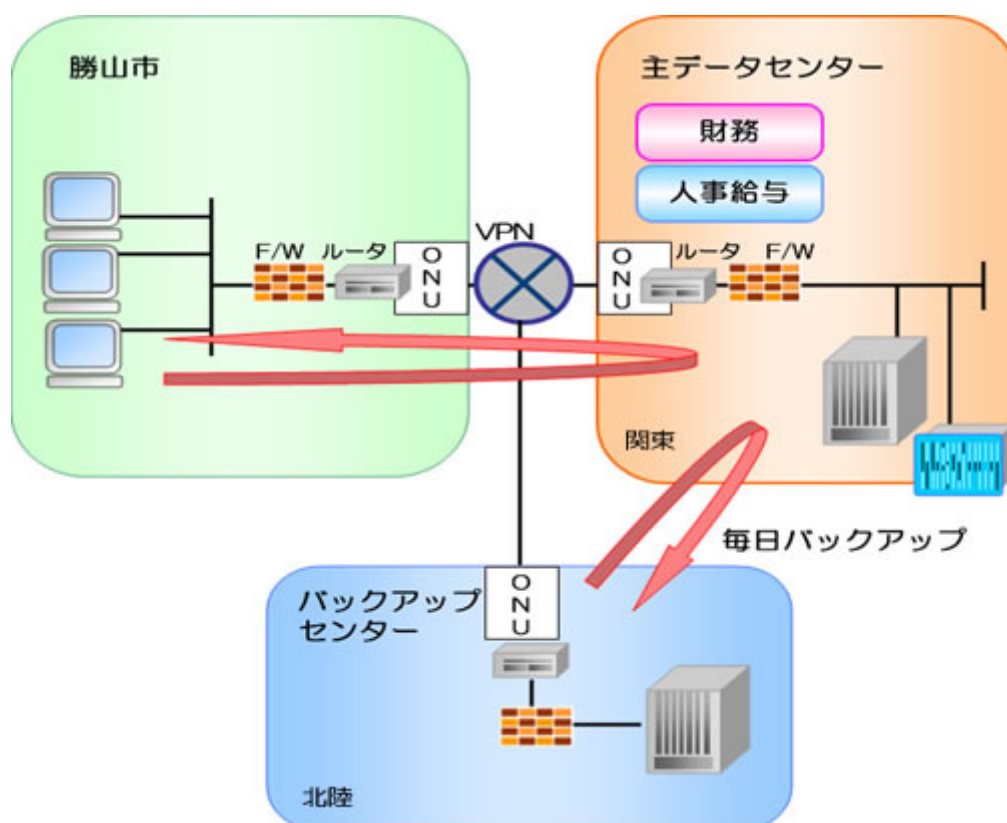 勝山市
主データセンター
財務
人事給与
F/W
ルータ
ONU
VPN
ONU
ルータ
F/W
関東
毎日バックアップ
バックアップ
センター
ONU
北陸